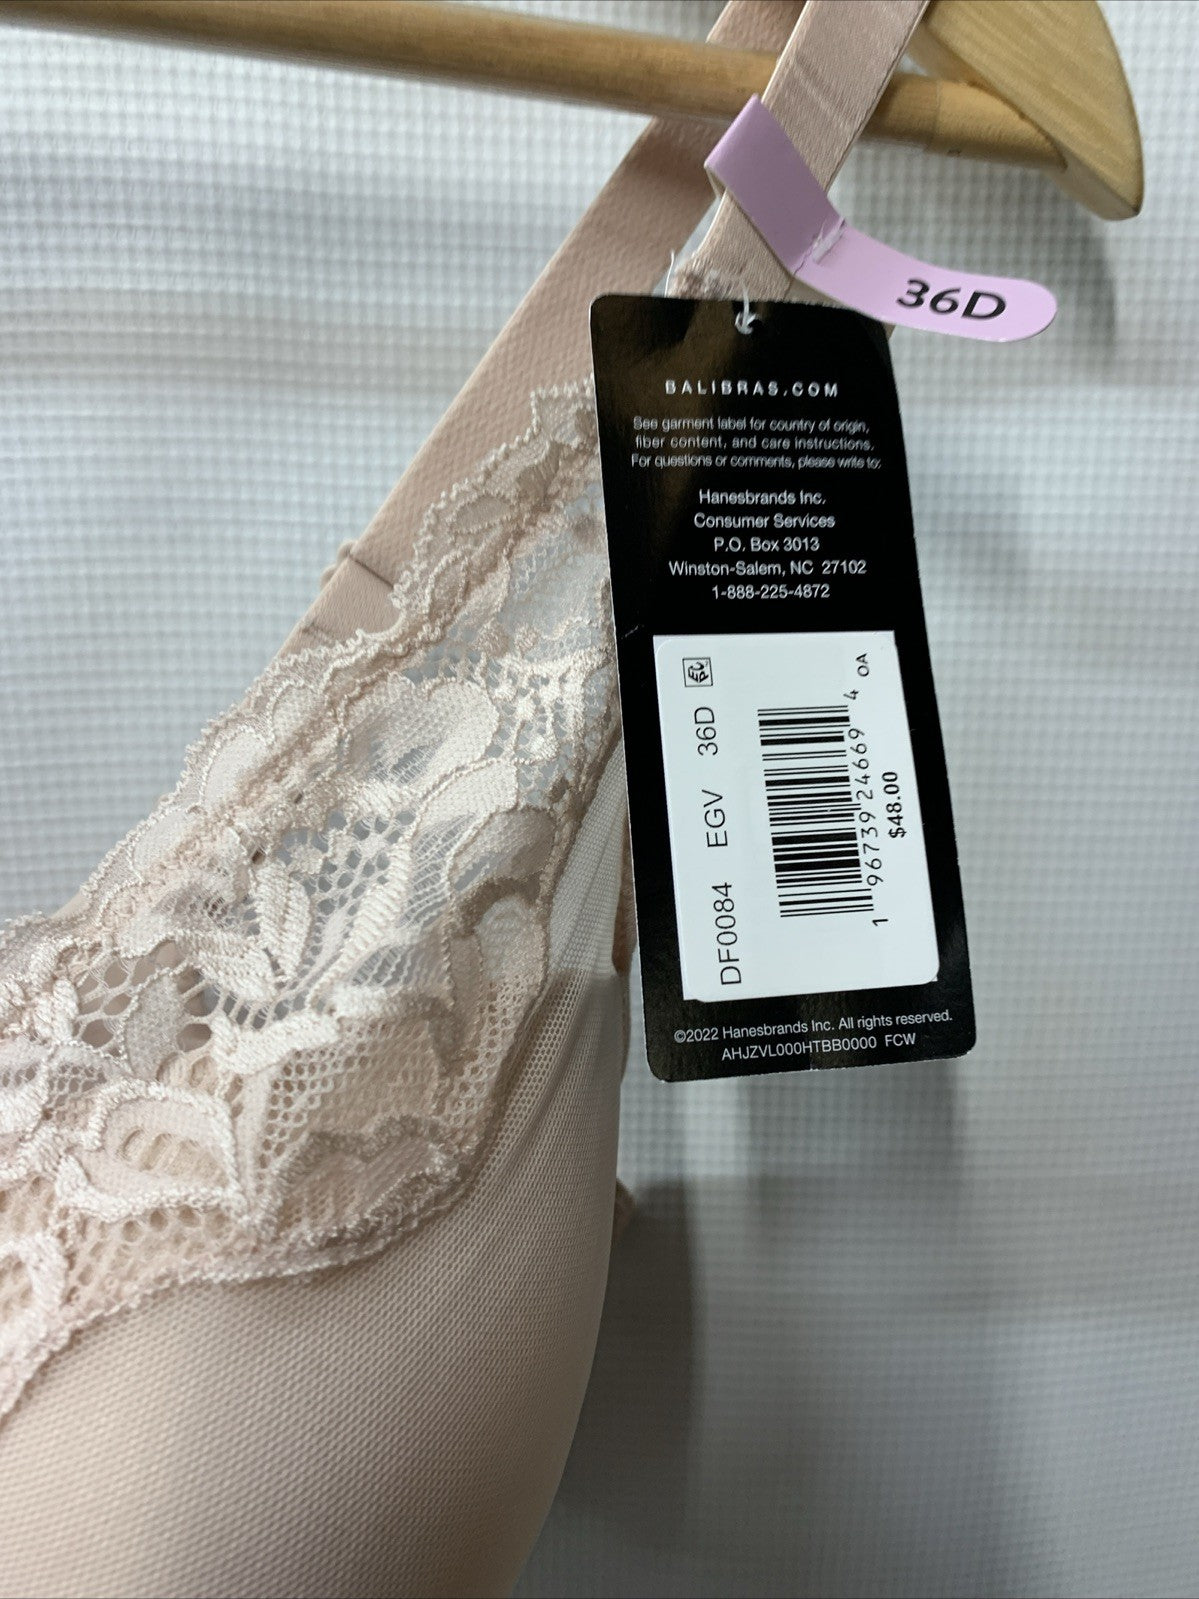 36D
BALIBRAS.COM
See garment label for country of origin,
fiber content, and care instructions.
For questions or comments, please write to:
Hanesbrands Inc.
Consumer Services
P.O. Box 3013
Winston-Salem, NC 27102
1-888-225-4872
DF0084 EGV 36D
1 96739 24669 4 OA
$48.00
©2022 Hanesbrands Inc. All rights reserved.
AHJZVL000HTBB0000 FCW